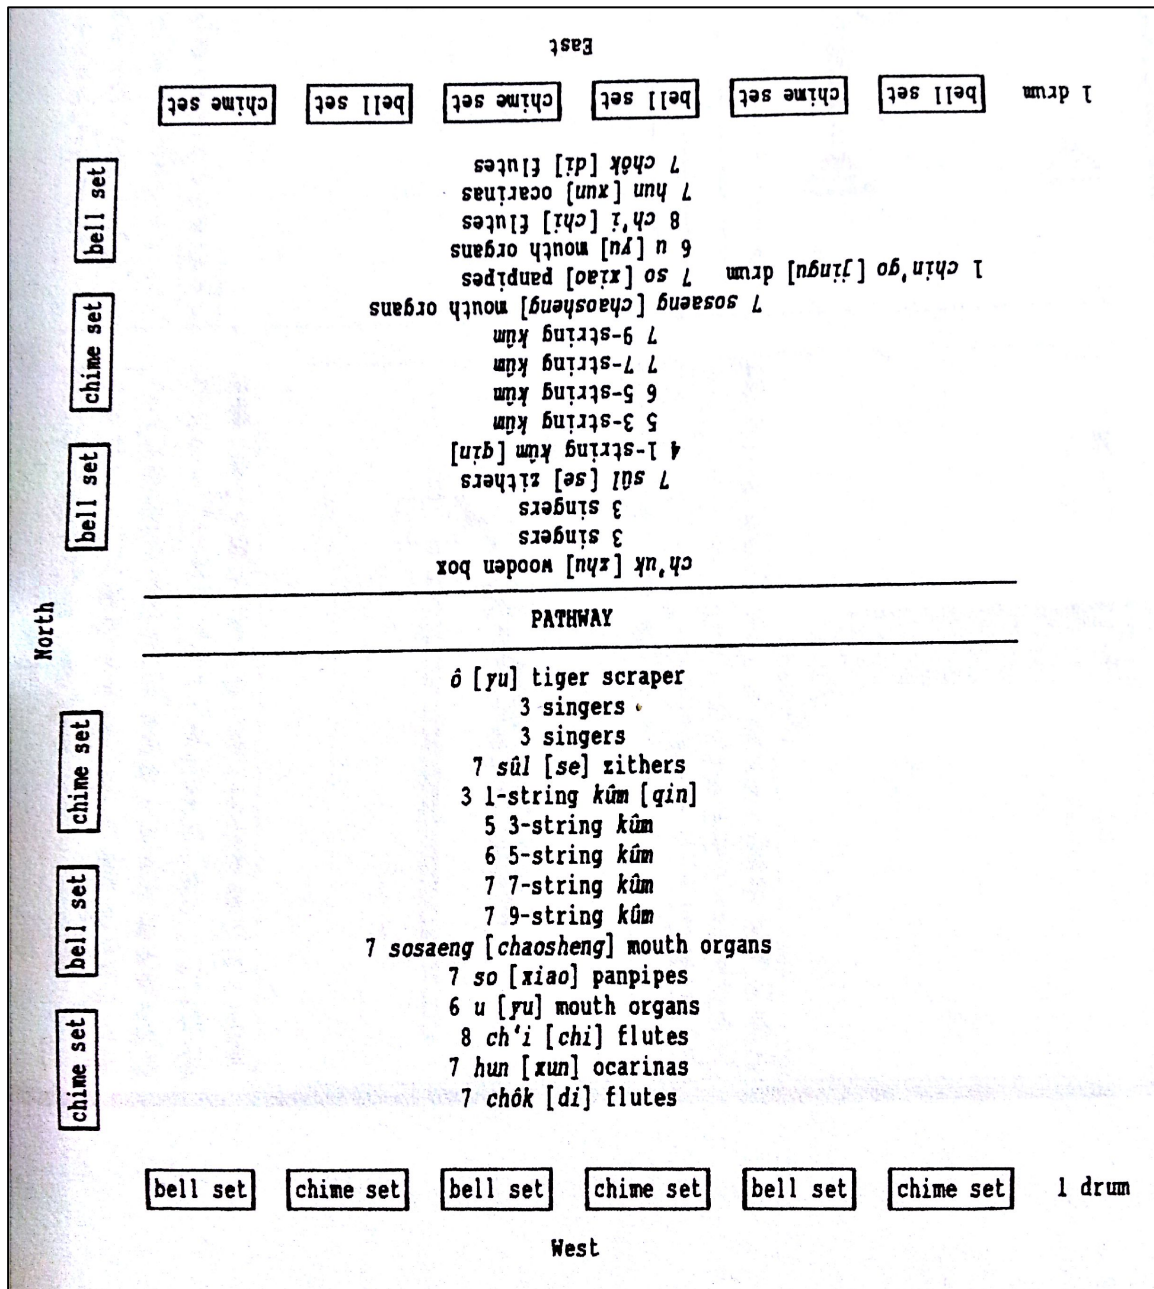 East
1 drum bell set chime set bell set chime set bell set chime set
7 chôk [di] flutes
7 hun [xun] ocarinas
8 ch'i [chi] flutes
6 u [yu] mouth organs
1 chin'go [jingu] drum 7 so [xiao] panpipes
7 sosaeng [chaosheng] mouth organs
7 9-string kûm
7 7-string kûm
6 5-string kûm
5 3-string kûm
4 1-string kûm [qin]
7 sûl [se] zithers
3 singers
3 singers
ch'uk [zhu] wooden box
bell set
chime set
bell set
North
PATHWAY
ô [yu] tiger scraper
3 singers
3 singers
7 sûl [se] zithers
3 1-string kûm [qin]
5 3-string kûm
6 5-string kûm
7 7-string kûm
7 9-string kûm
7 sosaeng [chaosheng] mouth organs
7 so [xiao] panpipes
6 u [yu] mouth organs
8 ch'i [chi] flutes
7 hun [xun] ocarinas
7 chôk [di] flutes
chime set
bell set
chime set
bell set chime set bell set chime set bell set chime set 1 drum
West